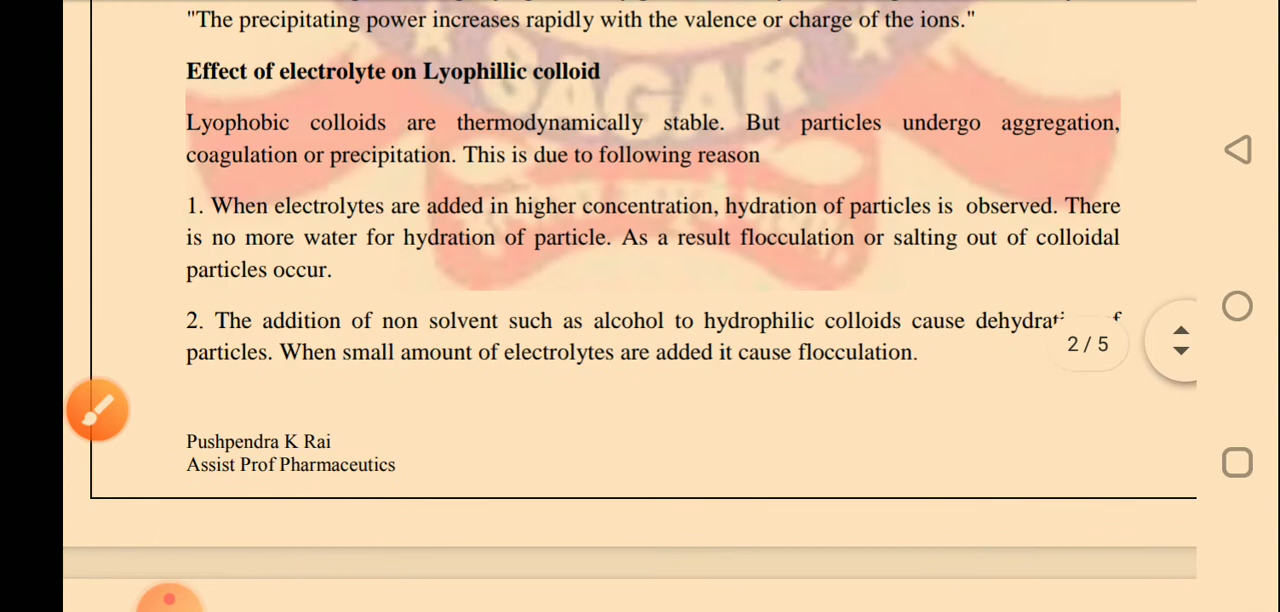 "The precipitating power increases rapidly with the valence or charge of the ions."
Effect of electrolyte on Lyophillic colloid
Lyophobic colloids are thermodynamically stable. But particles undergo aggregation,
coagulation or precipitation. This is due to following reason
1. When electrolytes are added in higher concentration, hydration of particles is observed. There
is no more water for hydration of particle. As a result flocculation or salting out of colloidal
particles occur.
2. The addition of non solvent such as alcohol to hydrophilic colloids cause
particles. When small amount of electrolytes are added it cause flocculation.
2 / 5
Pushpendra K Rai
Assist Prof Pharmaceutics
SAGAR